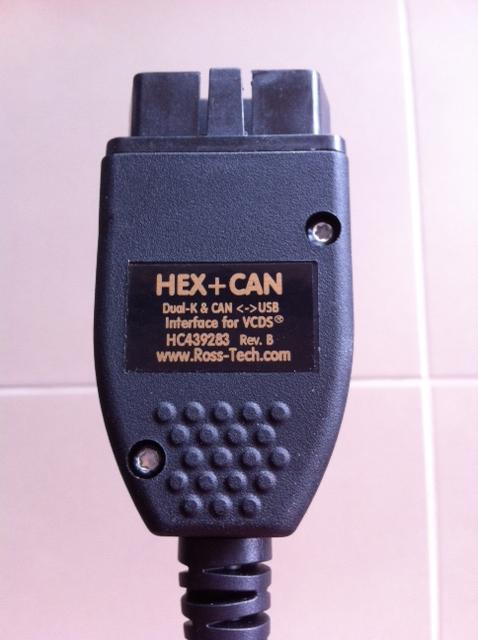 HEX+CAN
Dual-K & CAN <->USB
Interface for VCDS®
HC439283 Rev. B
www.Ross-Tech.com